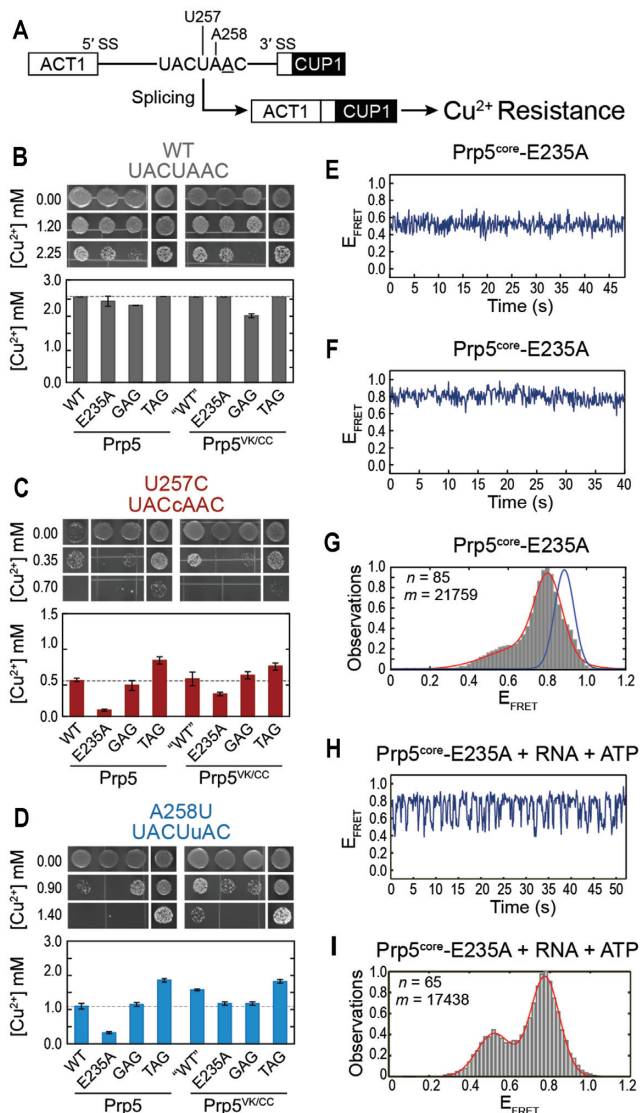 A
U257
A258
5′ SS
3′ SS
ACT1
UACUAAC
CUP1
Splicing
ACT1
CUP1
Cu2+ Resistance
B
WT
UACUAAC
[Cu2+] mM
0.00
1.20
2.25
[Cu2+] mM
3.0
2.0
1.0
0.0
WT
E235A
GAG
TAG
"WT"
E235A
GAG
TAG
Prp5
Prp5VK/CC
C
U257C
UACcAAC
[Cu2+] mM
0.00
0.35
0.70
[Cu2+] mM
1.5
1.0
0.5
0.0
WT
E235A
GAG
TAG
"WT"
E235A
GAG
TAG
Prp5
Prp5VK/CC
D
A258U
UACUuAC
[Cu2+] mM
0.00
0.90
1.40
[Cu2+] mM
3.0
2.0
1.0
0.0
WT
E235A
GAG
TAG
"WT"
E235A
GAG
TAG
Prp5
Prp5VK/CC
E
Prp5core-E235A
EFRET
1.0
0.8
0.6
0.4
0.2
0.0
0 5 10 15 20 25 30 35 40 45
Time (s)
F
Prp5core-E235A
EFRET
1.0
0.8
0.6
0.4
0.2
0.0
0 5 10 15 20 25 30 35 40
Time (s)
G
Prp5core-E235A
n = 85
m = 21759
Observations
1.0
0.8
0.6
0.4
0.2
0
0 0.2 0.4 0.6 0.8 1.0 1.2
EFRET
H
Prp5core-E235A + RNA + ATP
EFRET
1.0
0.8
0.6
0.4
0.2
0.0
0 5 10 15 20 25 30 35 40 45 50
Time (s)
I
Prp5core-E235A + RNA + ATP
n = 65
m = 17438
Observations
1.0
0.8
0.6
0.4
0.2
0
0 0.2 0.4 0.6 0.8 1.0 1.2
EFRET